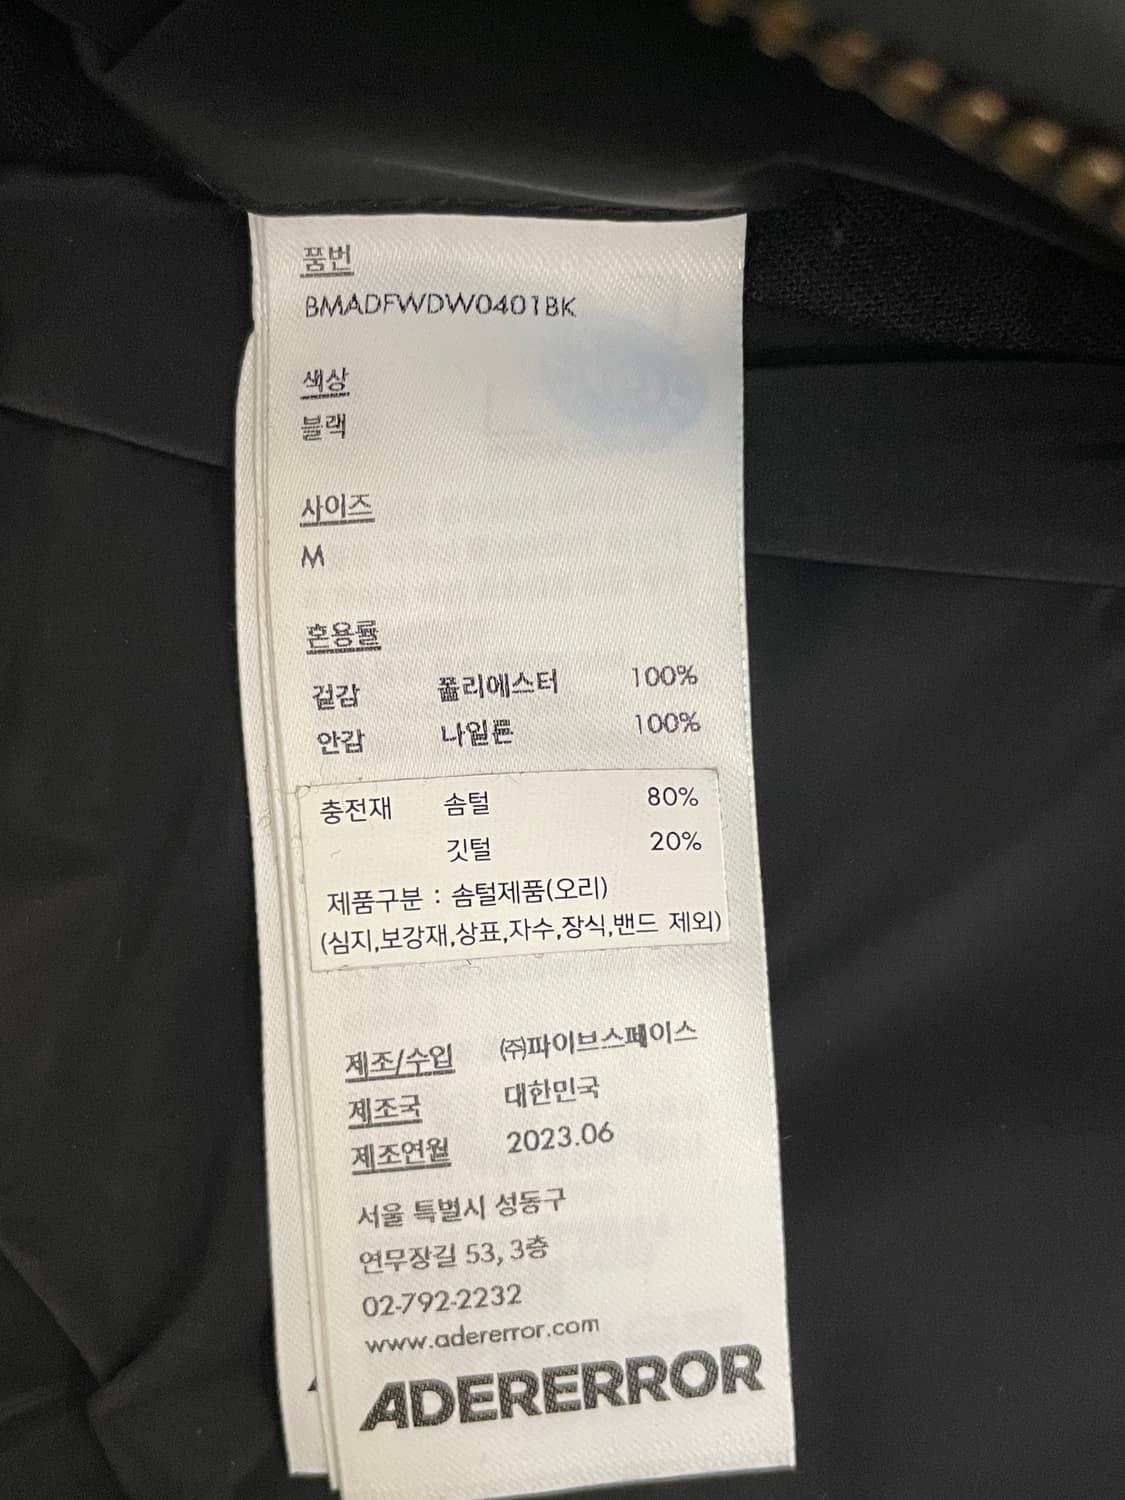 품번
BMADFWDW0401BK
색상
블랙
사이즈
M
혼용률
겉감 폴리에스터 100%
안감 나일론 100%
충전재 솜털 80%
깃털 20%
제품구분 : 솜털제품(오리)
(심지,보강재,상표,자수,장식,밴드 제외)
제조/수입 ㈜파이브스페이스
제조국 대한민국
제조연월 2023.06
서울 특별시 성동구
연무장길 53, 3층
02-792-2232
www.adererror.com
ADERERROR